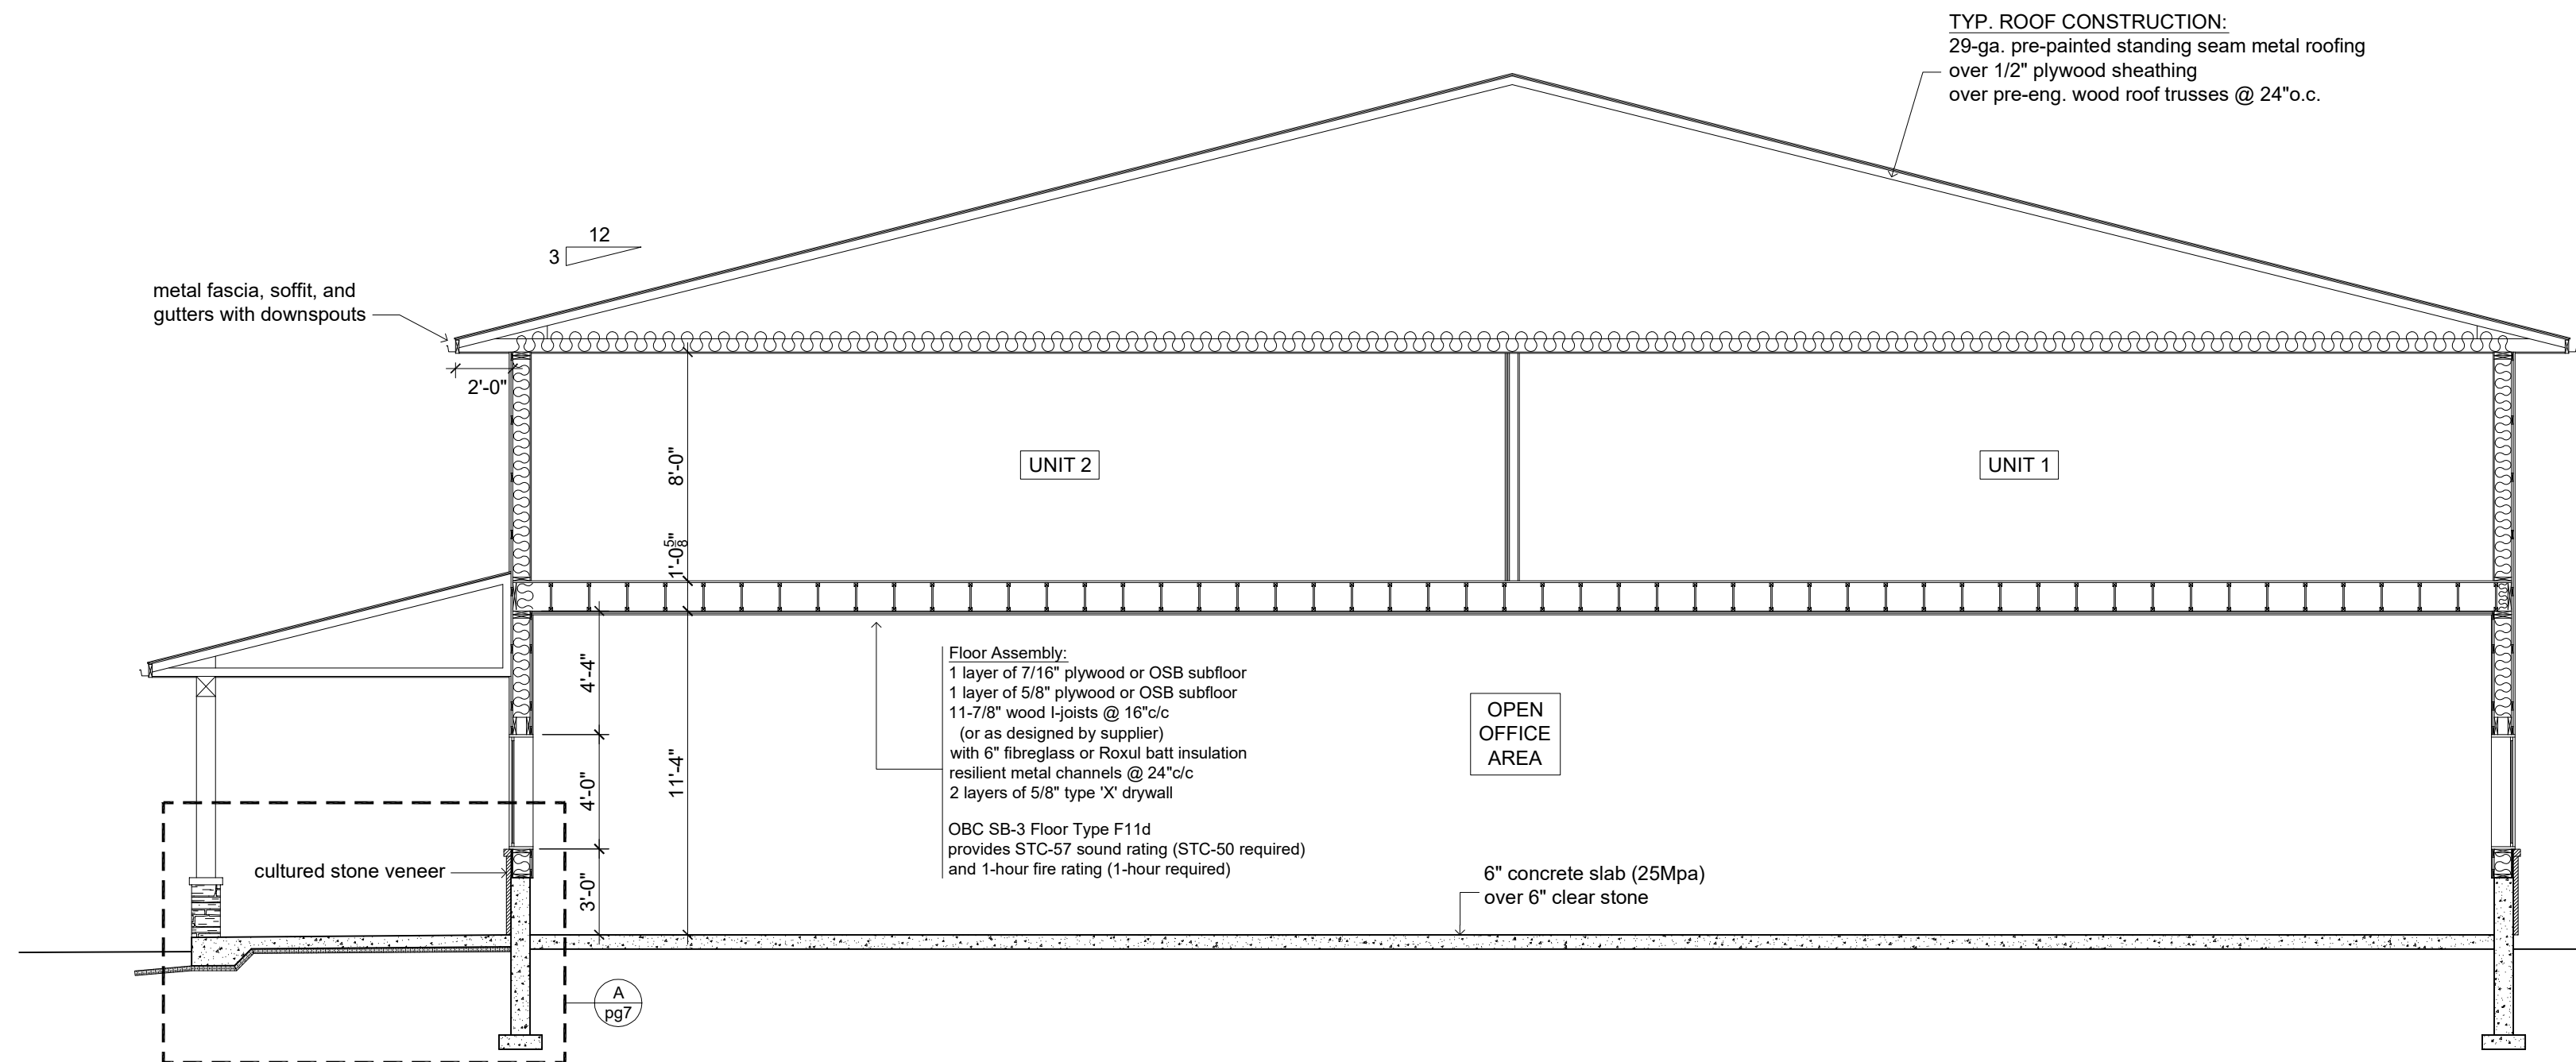 TYP. ROOF CONSTRUCTION:
29-ga. pre-painted standing seam metal roofing
over 1/2" plywood sheathing
over pre-eng. wood roof trusses @ 24"o.c.
12
3
metal fascia, soffit, and
gutters with downspouts
2'-0"
8'-0"
UNIT 2
UNIT 1
1'-0 5/8"
Floor Assembly:
1 layer of 7/16" plywood or OSB subfloor
1 layer of 5/8" plywood or OSB subfloor
11-7/8" wood I-joists @ 16"c/c
(or as designed by supplier)
with 6" fibreglass or Roxul batt insulation
resilient metal channels @ 24"c/c
2 layers of 5/8" type 'X' drywall
OBC SB-3 Floor Type F11d
provides STC-57 sound rating (STC-50 required)
and 1-hour fire rating (1-hour required)
4'-4"
4'-0"
3'-0"
11'-4"
OPEN
OFFICE
AREA
cultured stone veneer
6" concrete slab (25Mpa)
over 6" clear stone
A
pg7